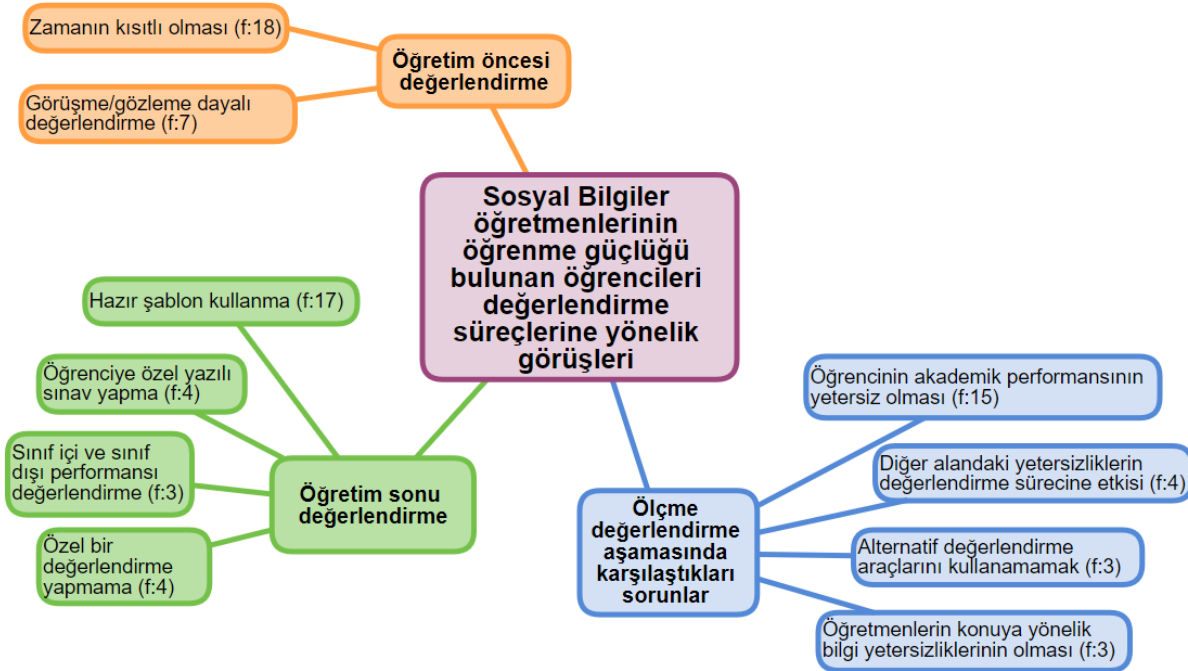 Zamanın kısıtlı olması (f:18)
Görüşme/gözleme dayalı
değerlendirme (f:7)
Öğretim öncesi
değerlendirme
Sosyal Bilgiler
öğretmenlerinin
öğrenme güçlüğü
bulunan öğrencileri
değerlendirme
süreçlerine yönelik
görüşleri
Hazır şablon kullanma (f:17)
Öğrenciye özel yazılı
sınav yapma (f:4)
Sınıf içi ve sınıf
dışı performansı
değerlendirme (f:3)
Özel bir
değerlendirme
yapmama (f:4)
Öğretim sonu
değerlendirme
Ölçme
değerlendirme
aşamasında
karşılaştıkları
sorunlar
Öğrencinin akademik performansının
yetersiz olması (f:15)
Diğer alandaki yetersizliklerin
değerlendirme sürecine etkisi (f:4)
Alternatif değerlendirme
araçlarını kullanamamak (f:3)
Öğretmenlerin konuya yönelik
bilgi yetersizliklerinin olması (f:3)